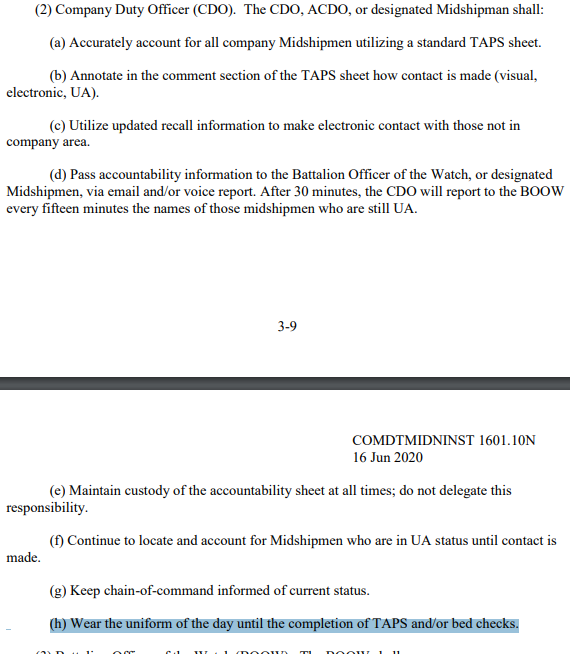 (2) Company Duty Officer (CDO). The CDO, ACDO, or designated Midshipman shall:
(a) Accurately account for all company Midshipmen utilizing a standard TAPS sheet.
(b) Annotate in the comment section of the TAPS sheet how contact is made (visual,
electronic, UA).
(c) Utilize updated recall information to make electronic contact with those not in
company area.
(d) Pass accountability information to the Battalion Officer of the Watch, or designated
Midshipmen, via email and/or voice report. After 30 minutes, the CDO will report to the BOOW
every fifteen minutes the names of those midshipmen who are still UA.
3-9
COMDTMIDNINST 1601.10N
16 Jun 2020
(e) Maintain custody of the accountability sheet at all times; do not delegate this
responsibility.
(f) Continue to locate and account for Midshipmen who are in UA status until contact is
made.
(g) Keep chain-of-command informed of current status.
(h) Wear the uniform of the day until the completion of TAPS and/or bed checks.